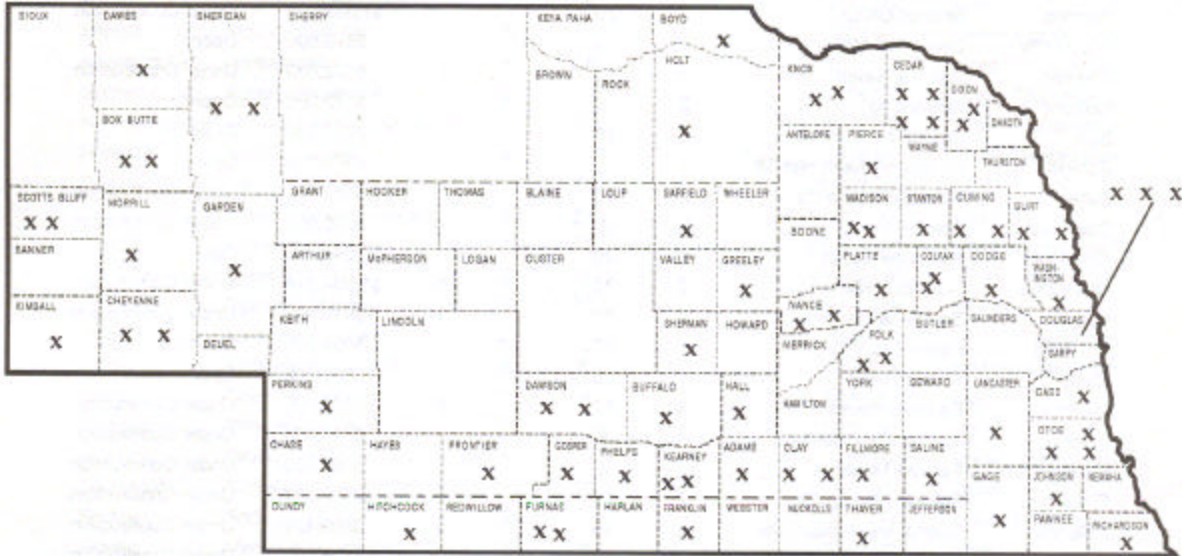 SIOUX DAWES SHERIDAN SHERRY KEYA PAHA BOYD
HOLT
KNOX CEDAR
BROWN ROCK DIXON
X X X X X X
BOX BUTTE X X X X X X X DAKOTA
X X X ANTELOPE PIERCE WAYNE
X THURSTON
SCOTTS BLUFF MORRILL GARDEN GRANT HOOKER THOMAS BLAINE LOUP GARFIELD WHEELER MADISON STANTON CUMING BURT X X X
X X X X X X X X X X
BANNER X X ARTHUR McPHERSON LOGAN CUSTER VALLEY GREELEY BOONE PLATTE COLFAX DODGE WASH-
INGTON
KIMBALL CHEYENNE X X X X X X
X X X KEITH LINCOLN SHERMAN HOWARD NANCE X X POLK BUTLER SAUNDERS DOUGLAS
DEUEL X MERRICK X X SARPY
PERKINS DAWSON BUFFALO HALL HAMILTON YORK SEWARD LANCASTER CASS
X X X X X X
OTOE
CHASE HAYES FRONTIER GOSPER PHELPS KEARNEY ADAMS CLAY FILLMORE SALINE X X X X
X X X X X X X X X X X GAGE JOHNSON NEMAHA
DUNDY HITCHCOCK REDWILLOW FURNAS HARLAN FRANKLIN WEBSTER NUCKOLLS THAYER JEFFERSON X
X X X X X X PAWNEE RICHARDSON
X